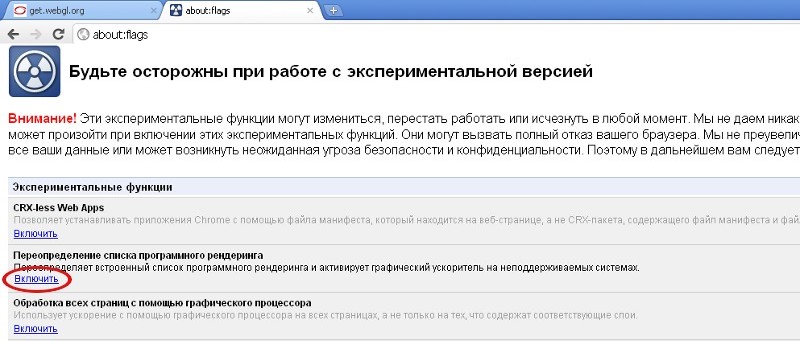 get.webgl.org
about:flags
about:flags
Будьте осторожны при работе с экспериментальной версией
Внимание! Эти экспериментальные функции могут измениться, перестать работать или исчезнуть в любой момент. Мы не даем никак
может произойти при включении этих экспериментальных функций. Они могут вызвать полный отказ вашего браузера. Мы не преувелич
все ваши данные или может возникнуть неожиданная угроза безопасности и конфиденциальности. Поэтому в дальнейшем вам следует
Экспериментальные функции
CRX-less Web Apps
Позволяет устанавливать приложения Chrome с помощью файла манифеста, который находится на веб-странице, а не CRX-пакета, содержащего файл манифеста и фай
Включить
Переопределение списка программного рендеринга
Переопределяет встроенный список программного рендеринга и активирует графический ускоритель на неподдерживаемых системах.
Включить
Обработка всех страниц с помощью графического процессора
Использует ускорение с помощью графического процессора на всех страницах, а не только на тех, что содержат соответствующие слои.
Включить